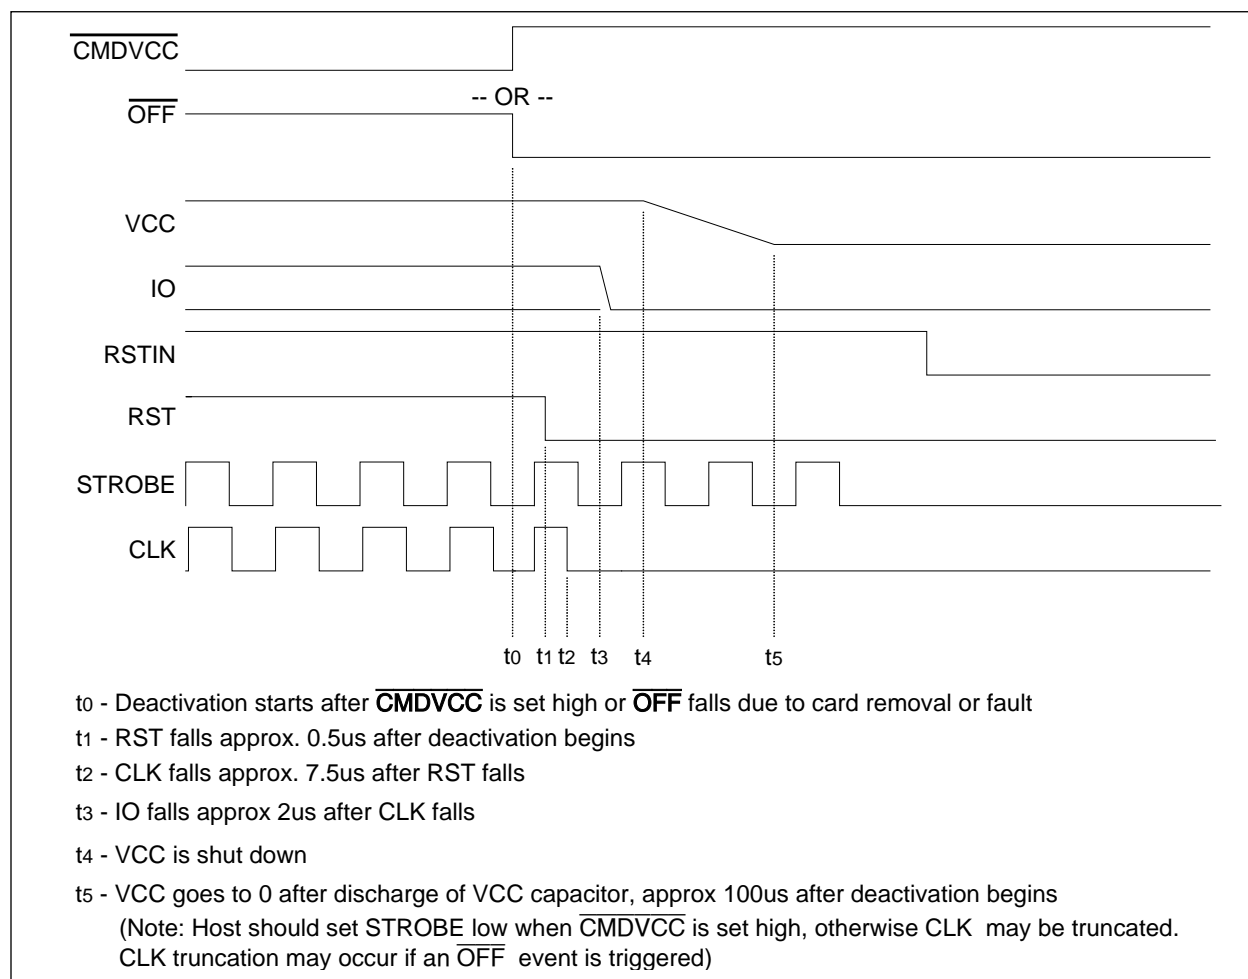 CMDVCC
-- OR --
OFF
VCC
IO
RSTIN
RST
STROBE
CLK
t0 t1 t2 t3 t4 t5
t0 - Deactivation starts after CMDVCC is set high or OFF falls due to card removal or fault
t1 - RST falls approx. 0.5us after deactivation begins
t2 - CLK falls approx. 7.5us after RST falls
t3 - IO falls approx 2us after CLK falls
t4 - VCC is shut down
t5 - VCC goes to 0 after discharge of VCC capacitor, approx 100us after deactivation begins
(Note: Host should set STROBE low when CMDVCC is set high, otherwise CLK may be truncated.
CLK truncation may occur if an OFF event is triggered)